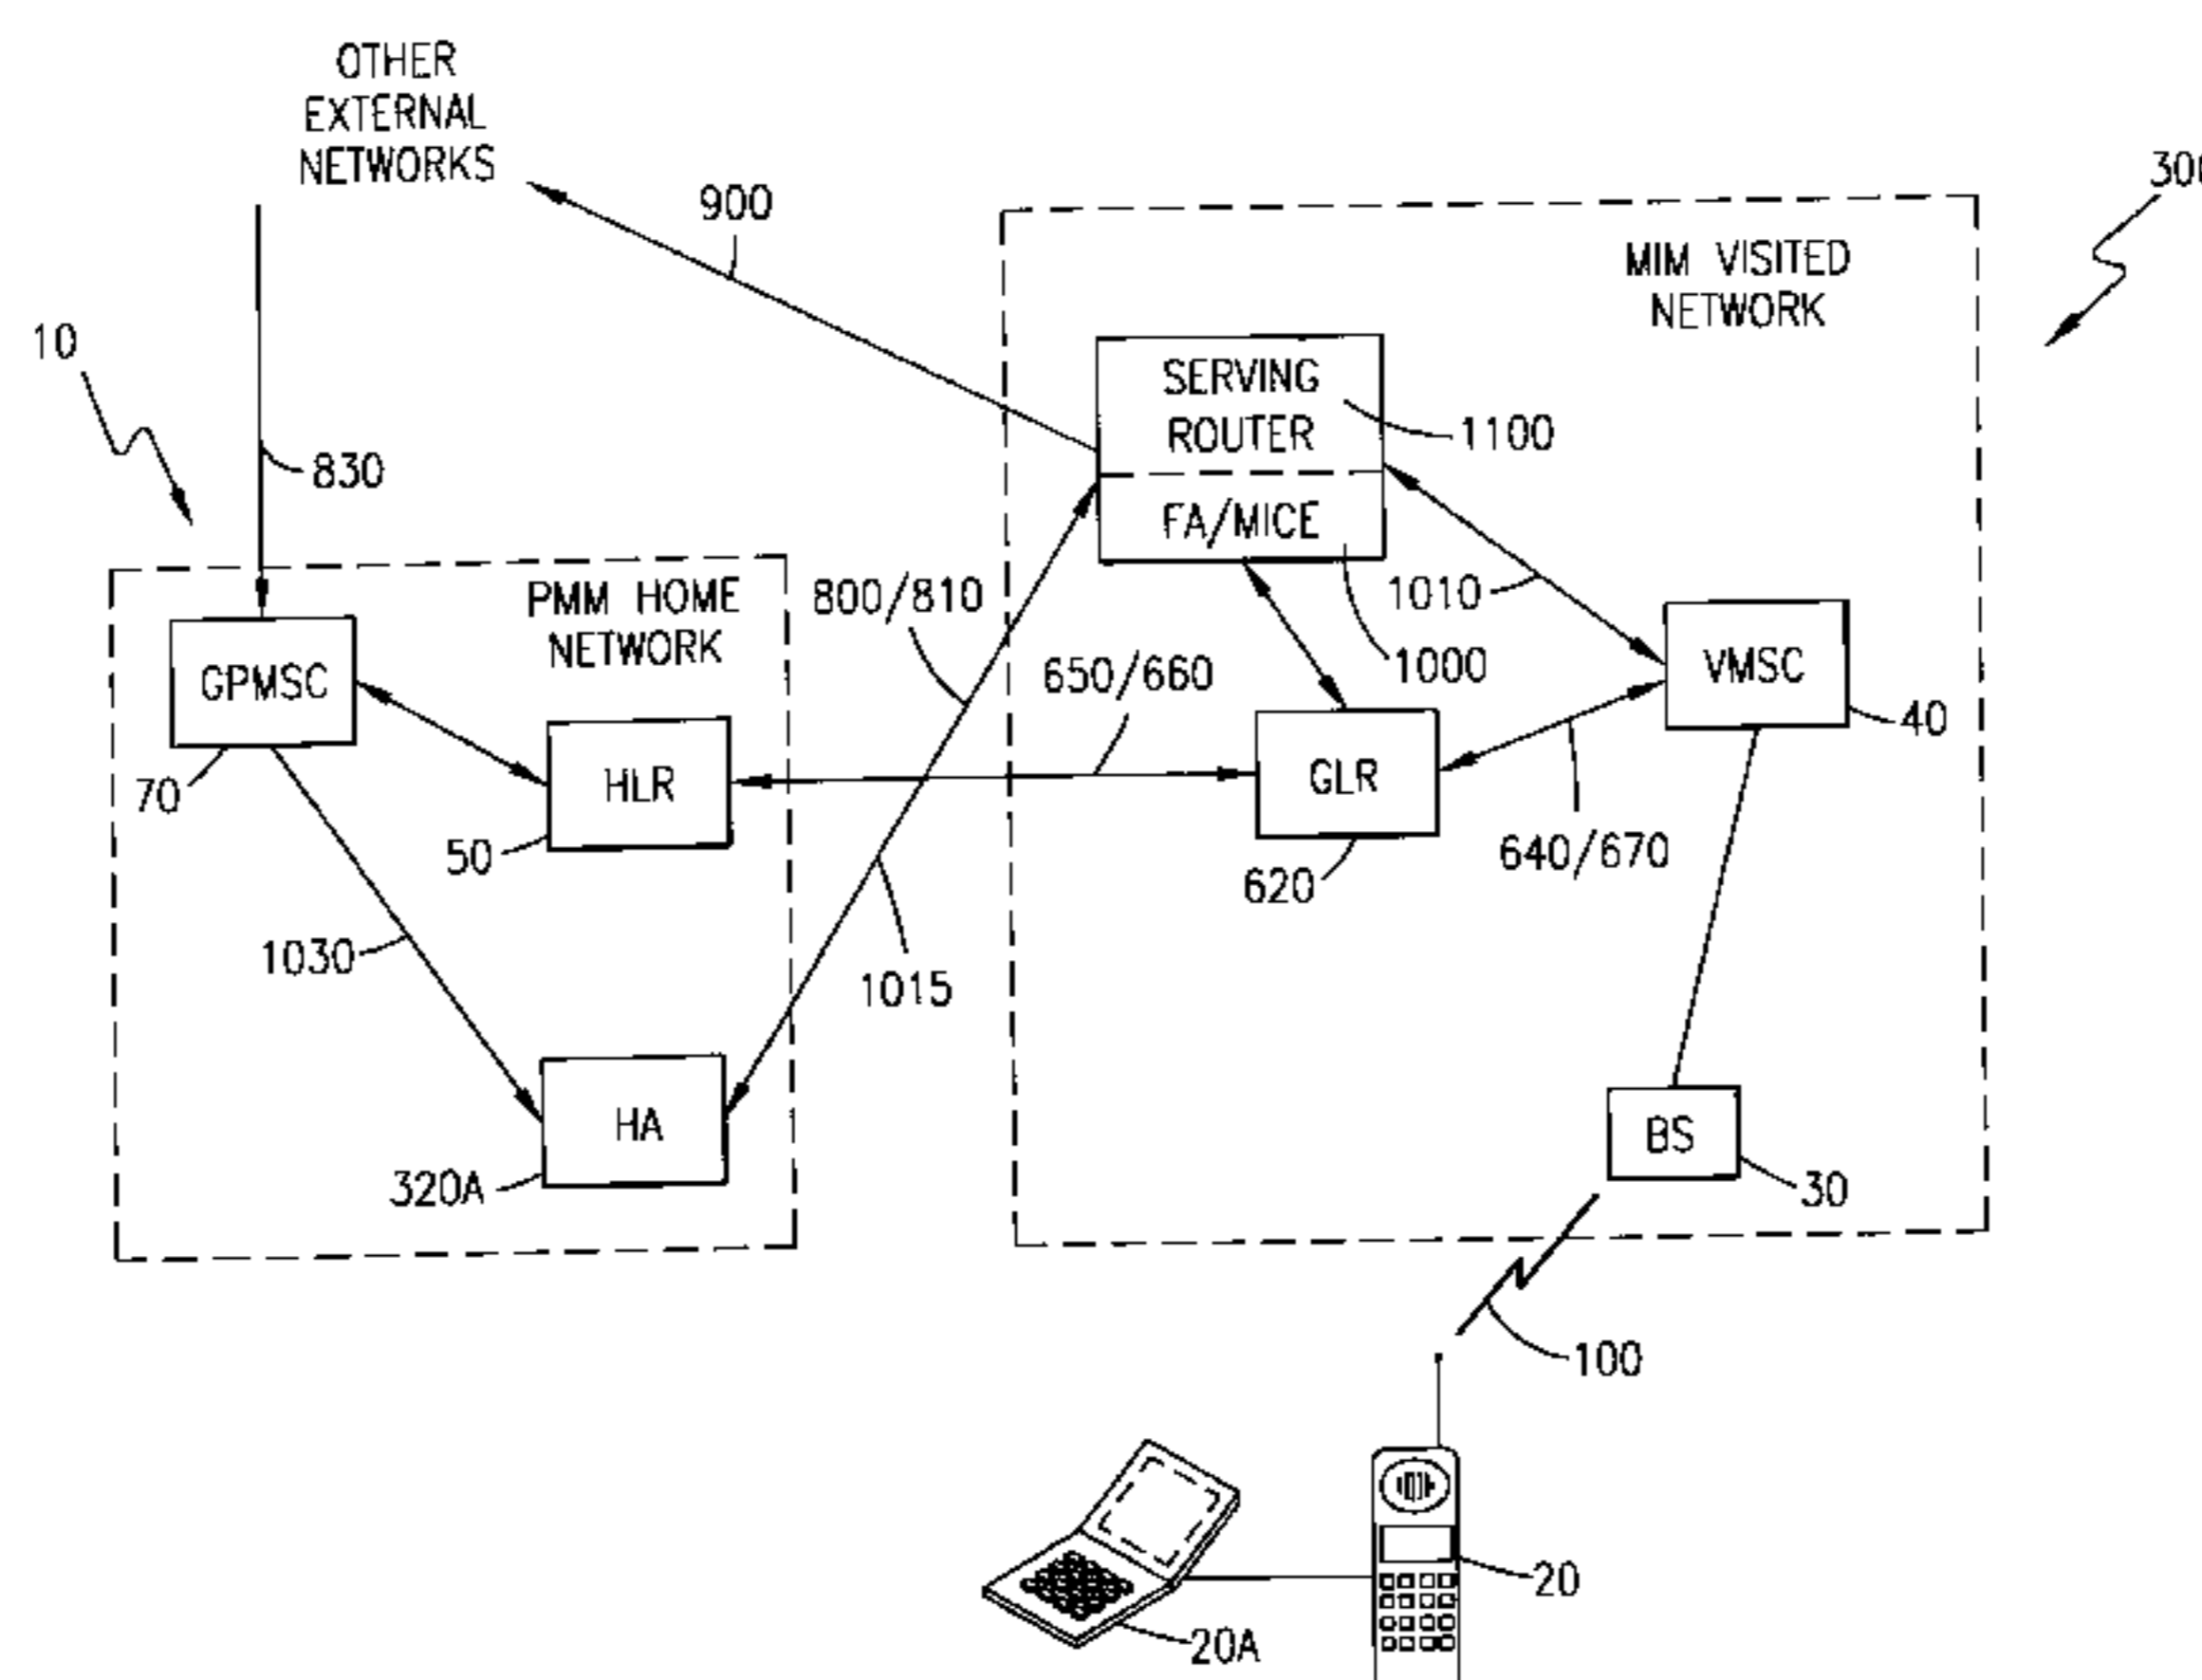 OTHER
EXTERNAL
NETWORKS
900
300
MIM VISITED
NETWORK
10
SERVING
ROUTER
1100
830
FA/MICE
PMM HOME
NETWORK
800/810
1010
GPMSC
650/660
1000
VMSC
40
HLR
GLR
70
50
640/670
620
1030
1015
HA
BS
320A
30
100
20
20A